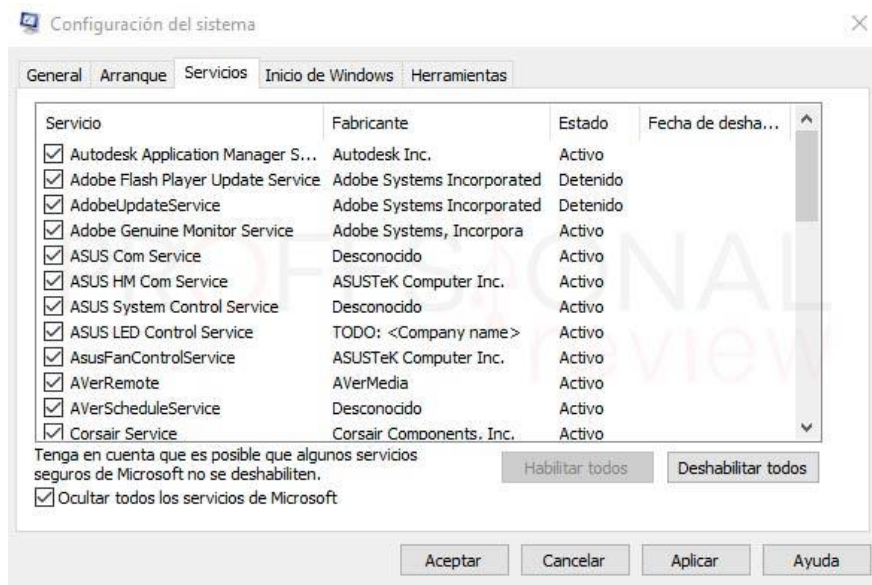 Configuración del sistema
General Arranque Servicios Inicio de Windows Herramientas
Servicio Fabricante Estado Fecha de desha...
Autodesk Application Manager S... Autodesk Inc. Activo
Adobe Flash Player Update Service Adobe Systems Incorporated Detenido
AdobeUpdateService Adobe Systems Incorporated Detenido
Adobe Genuine Monitor Service Adobe Systems, Incorpora Activo
ASUS Com Service Desconocido Activo
ASUS HM Com Service ASUSTeK Computer Inc. Activo
ASUS System Control Service Desconocido Activo
ASUS LED Control Service TODO: <Company name> Activo
AsusFanControlService ASUSTeK Computer Inc. Activo
AVerRemote AVerMedia Activo
AVerScheduleService Desconocido Activo
Corsair Service Corsair Components, Inc. Activo
PROFESIONAL
review
Tenga en cuenta que es posible que algunos servicios
seguros de Microsoft no se deshabiliten.
Habilitar todos Deshabilitar todos
Ocultar todos los servicios de Microsoft
Aceptar Cancelar Aplicar Ayuda